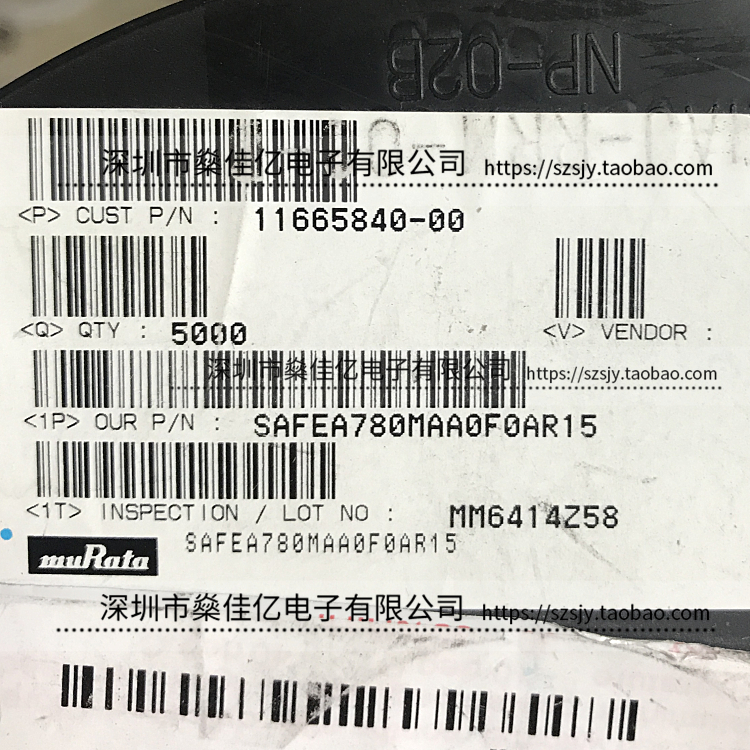 NP-02B
深圳市燊佳亿电子有限公司 https://szsjy.taobao.com
<P> CUST P/N : 11665840-00
<Q> QTY : 5000 <V> VENDOR :
深圳市燊佳亿电子有限公司 https://szsjy.taobao.com
<1P> OUR P/N : SAFEA780MAA0F0AR15
<1T> INSPECTION / LOT NO : MM6414Z58
muRata SAFEA780MAA0F0AR15
深圳市燊佳亿电子有限公司 https://szsjy.taobao.com